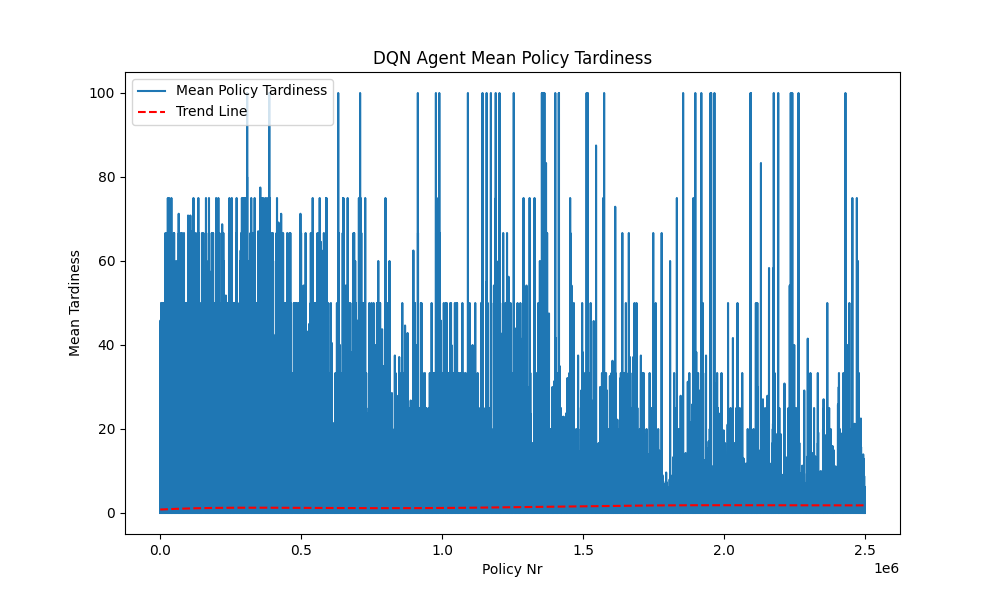 DQN Agent Mean Policy Tardiness
Mean Policy Tardiness
Trend Line
100
80
60
40
20
0
Mean Tardiness
0.0 0.5 1.0 1.5 2.0 2.5
1e6
Policy Nr